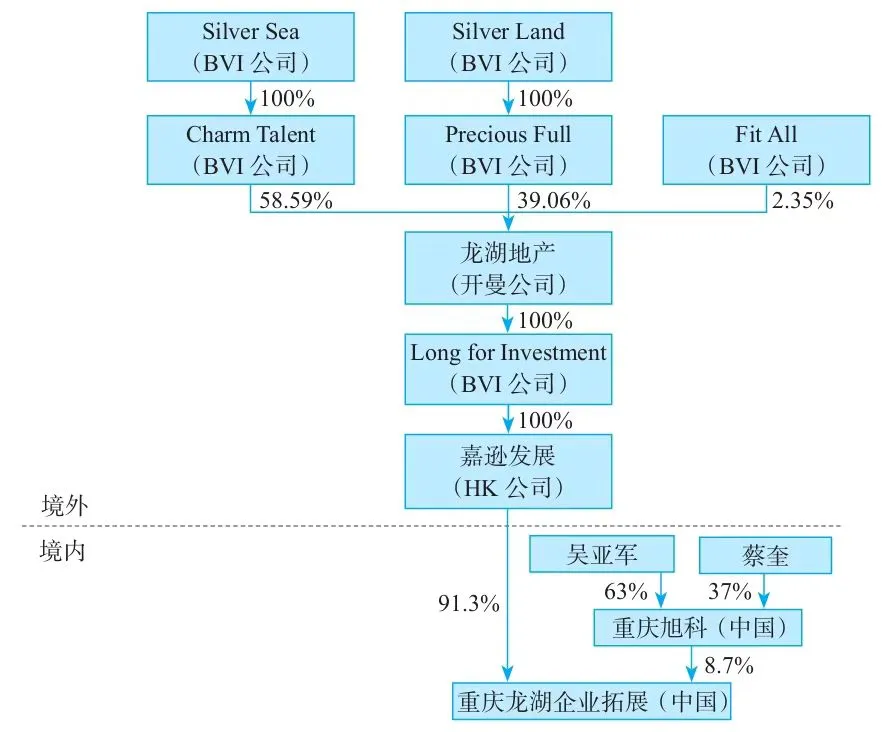 Silver Sea
（BVI 公司）
Silver Land
（BVI 公司）
100%
100%
Charm Talent
（BVI 公司）
Precious Full
（BVI 公司）
Fit All
（BVI 公司）
58.59%
39.06%
2.35%
龙湖地产
（开曼公司）
100%
Long for Investment
（BVI 公司）
100%
嘉逊发展
（HK 公司）
境外
境内
吴亚军
蔡奎
91.3%
63%
37%
重庆旭科（中国）
8.7%
重庆龙湖企业拓展（中国）